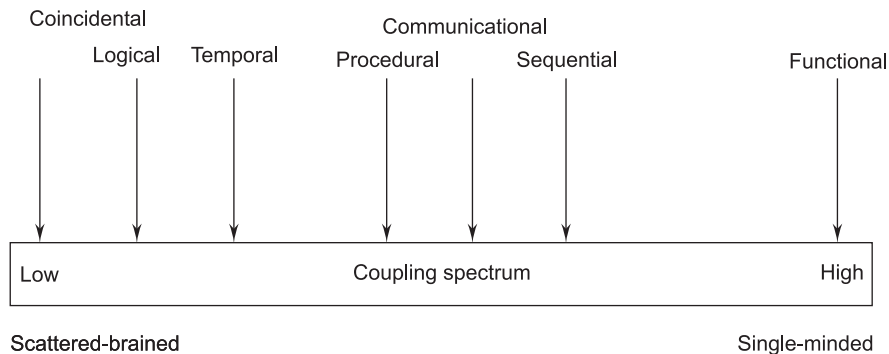 Coincidental
Communicational
Logical Temporal Procedural Sequential Functional
Low Coupling spectrum High
Scattered-brained Single-minded